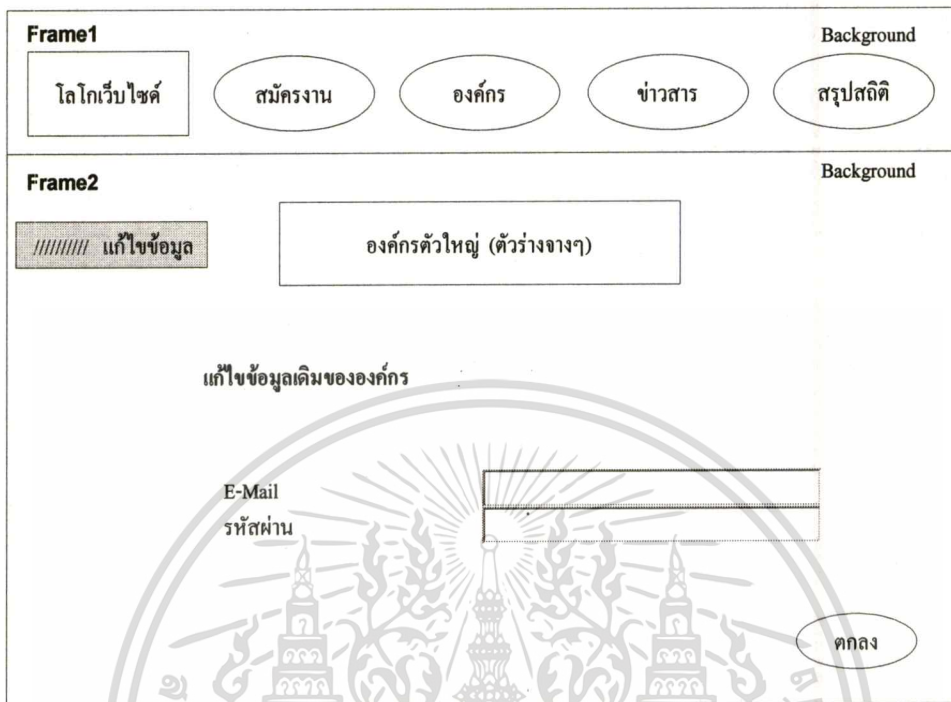 Frame1
Background
โลโกเว็บไซด์
สมัครงาน
องค์กร
ข่าวสาร
สรุปสถิติ
Frame2
Background
////////// แก้ไขข้อมูล
องค์กรตัวใหญ่ (ตัวร่างจางๆ)
แก้ไขข้อมูลเดิมขององค์กร
E-Mail
รหัสผ่าน
ตกลง